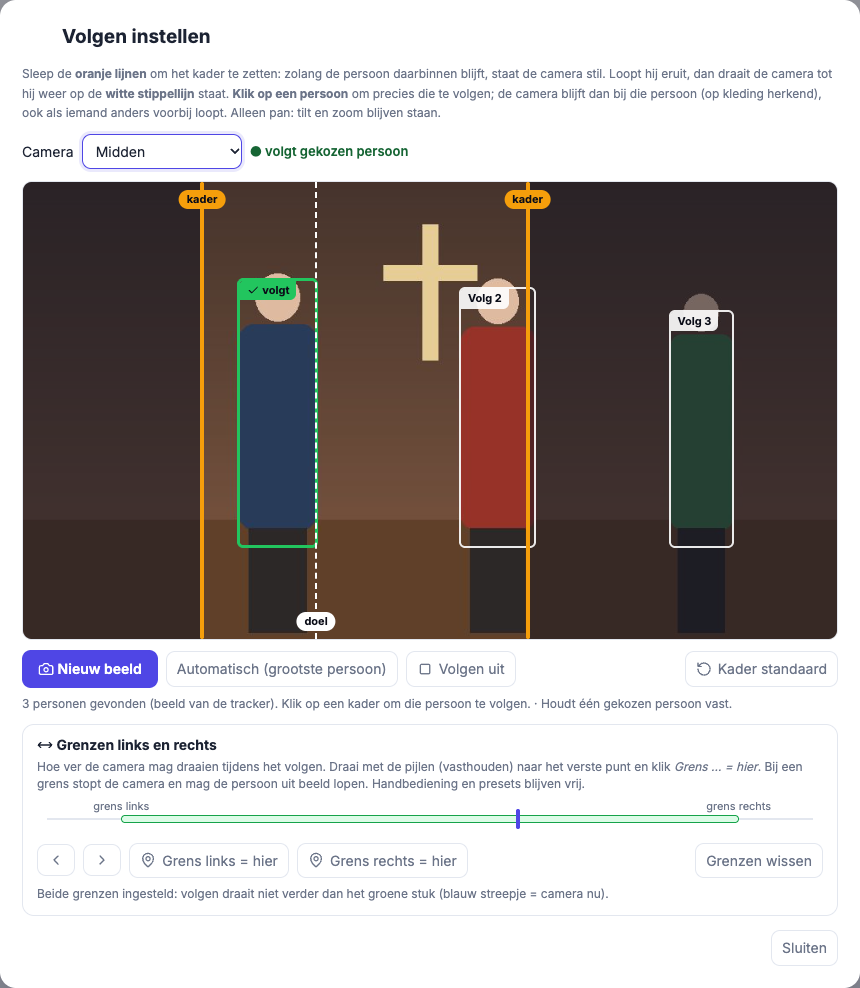 Volgen instellen
Sleep de oranje lijnen om het kader te zetten: zolang de persoon daarbinnen blijft, staat de camera stil. Loopt hij eruit, dan draait de camera tot
hij weer op de witte stippellijn staat. Klik op een persoon om precies die te volgen; de camera blijft dan bij die persoon (op kleding herkend),
ook als iemand anders voorbij loopt. Alleen pan: tilt en zoom blijven staan.
Camera Midden volgt gekozen persoon
kader kader
volgt Volg 2 Volg 3
doel
Nieuw beeld Automatisch (grootste persoon) Volgen uit Kader standaard
3 personen gevonden (beeld van de tracker). Klik op een kader om die persoon te volgen. · Houdt één gekozen persoon vast.
Grenzen links en rechts
Hoe ver de camera mag draaien tijdens het volgen. Draai met de pijlen (vasthouden) naar het verste punt en klik Grens ... = hier. Bij een
grens stopt de camera en mag de persoon uit beeld lopen. Handbediening en presets blijven vrij.
grens links grens rechts
Grens links = hier Grens rechts = hier Grenzen wissen
Beide grenzen ingesteld: volgen draait niet verder dan het groene stuk (blauw streepje = camera nu).
Sluiten